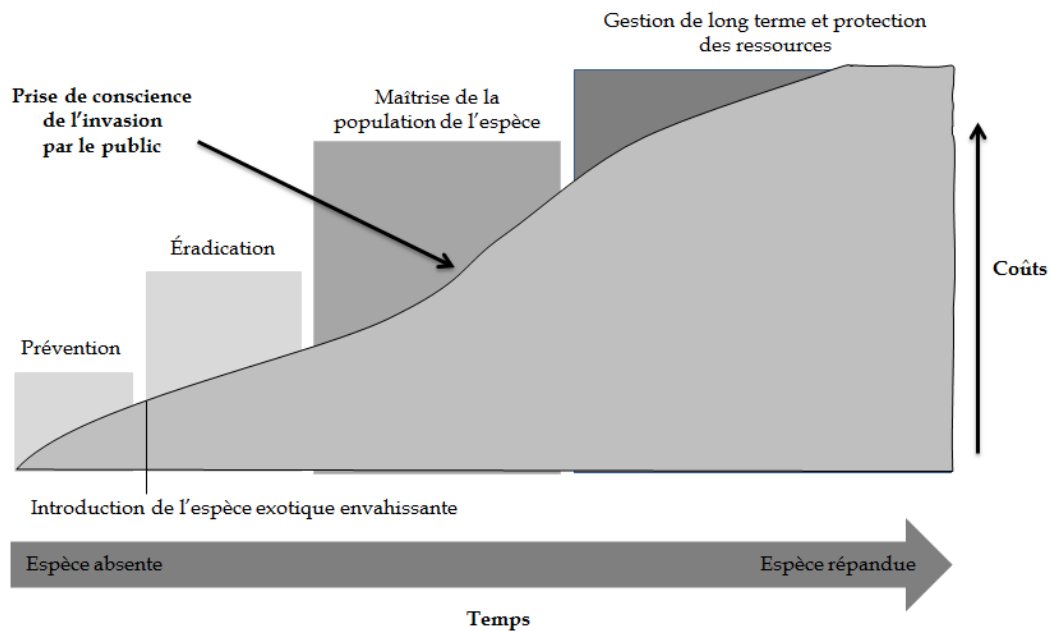 Gestion de long terme et protection
des ressources
Prise de conscience
de l’invasion
par le public
Maîtrise de la
population de l’espèce
Éradication
Coûts
Prévention
Introduction de l’espèce exotique envahissante
Espèce absente
Espèce répandue
Temps